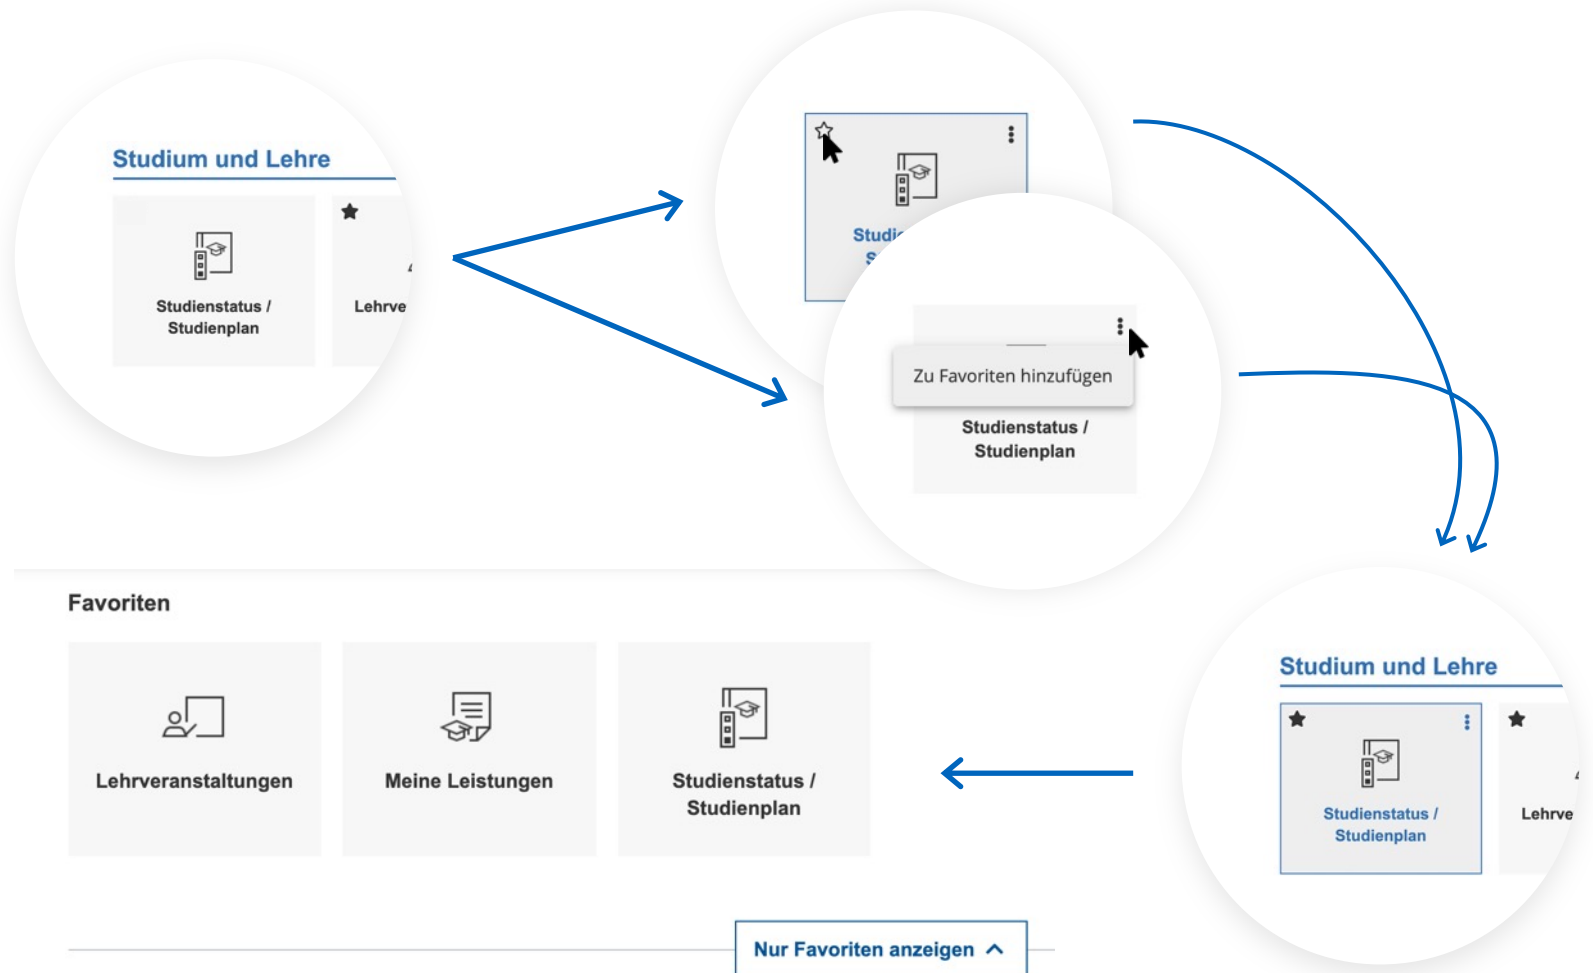 Studium und Lehre
Studienstatus /
Studienplan
Lehrve
Studie
S
Zu Favoriten hinzufügen
Studienstatus /
Studienplan
Favoriten
Lehrveranstaltungen
Meine Leistungen
Studienstatus /
Studienplan
Studium und Lehre
Studienstatus /
Studienplan
Lehrve
Nur Favoriten anzeigen